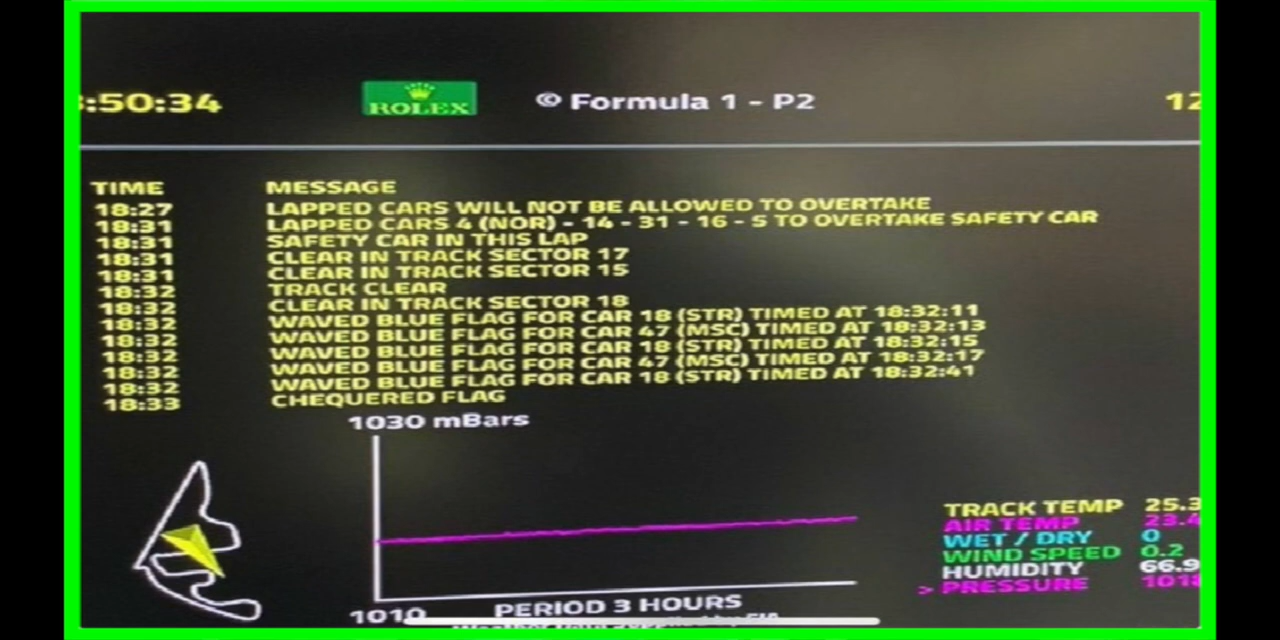 :50:34 ROLEX © Formula 1 - P2 12
TIME MESSAGE
18:27 LAPPED CARS WILL NOT BE ALLOWED TO OVERTAKE
18:31 LAPPED CARS 4 (NOR) - 14 - 31 - 16 - 5 TO OVERTAKE SAFETY CAR
18:31 SAFETY CAR IN THIS LAP
18:31 CLEAR IN TRACK SECTOR 17
18:31 CLEAR IN TRACK SECTOR 15
18:32 TRACK CLEAR
18:32 CLEAR IN TRACK SECTOR 18
18:32 WAVED BLUE FLAG FOR CAR 18 (STR) TIMED AT 18:32:11
18:32 WAVED BLUE FLAG FOR CAR 47 (MSC) TIMED AT 18:32:13
18:32 WAVED BLUE FLAG FOR CAR 18 (STR) TIMED AT 18:32:15
18:32 WAVED BLUE FLAG FOR CAR 47 (MSC) TIMED AT 18:32:17
18:32 WAVED BLUE FLAG FOR CAR 18 (STR) TIMED AT 18:32:41
18:33 CHEQUERED FLAG
1030 mBars
TRACK TEMP 25.3
AIR TEMP 23.4
WET / DRY 0
WIND SPEED 0.2
HUMIDITY 66.9
> PRESSURE 101
1010 PERIOD 3 HOURS